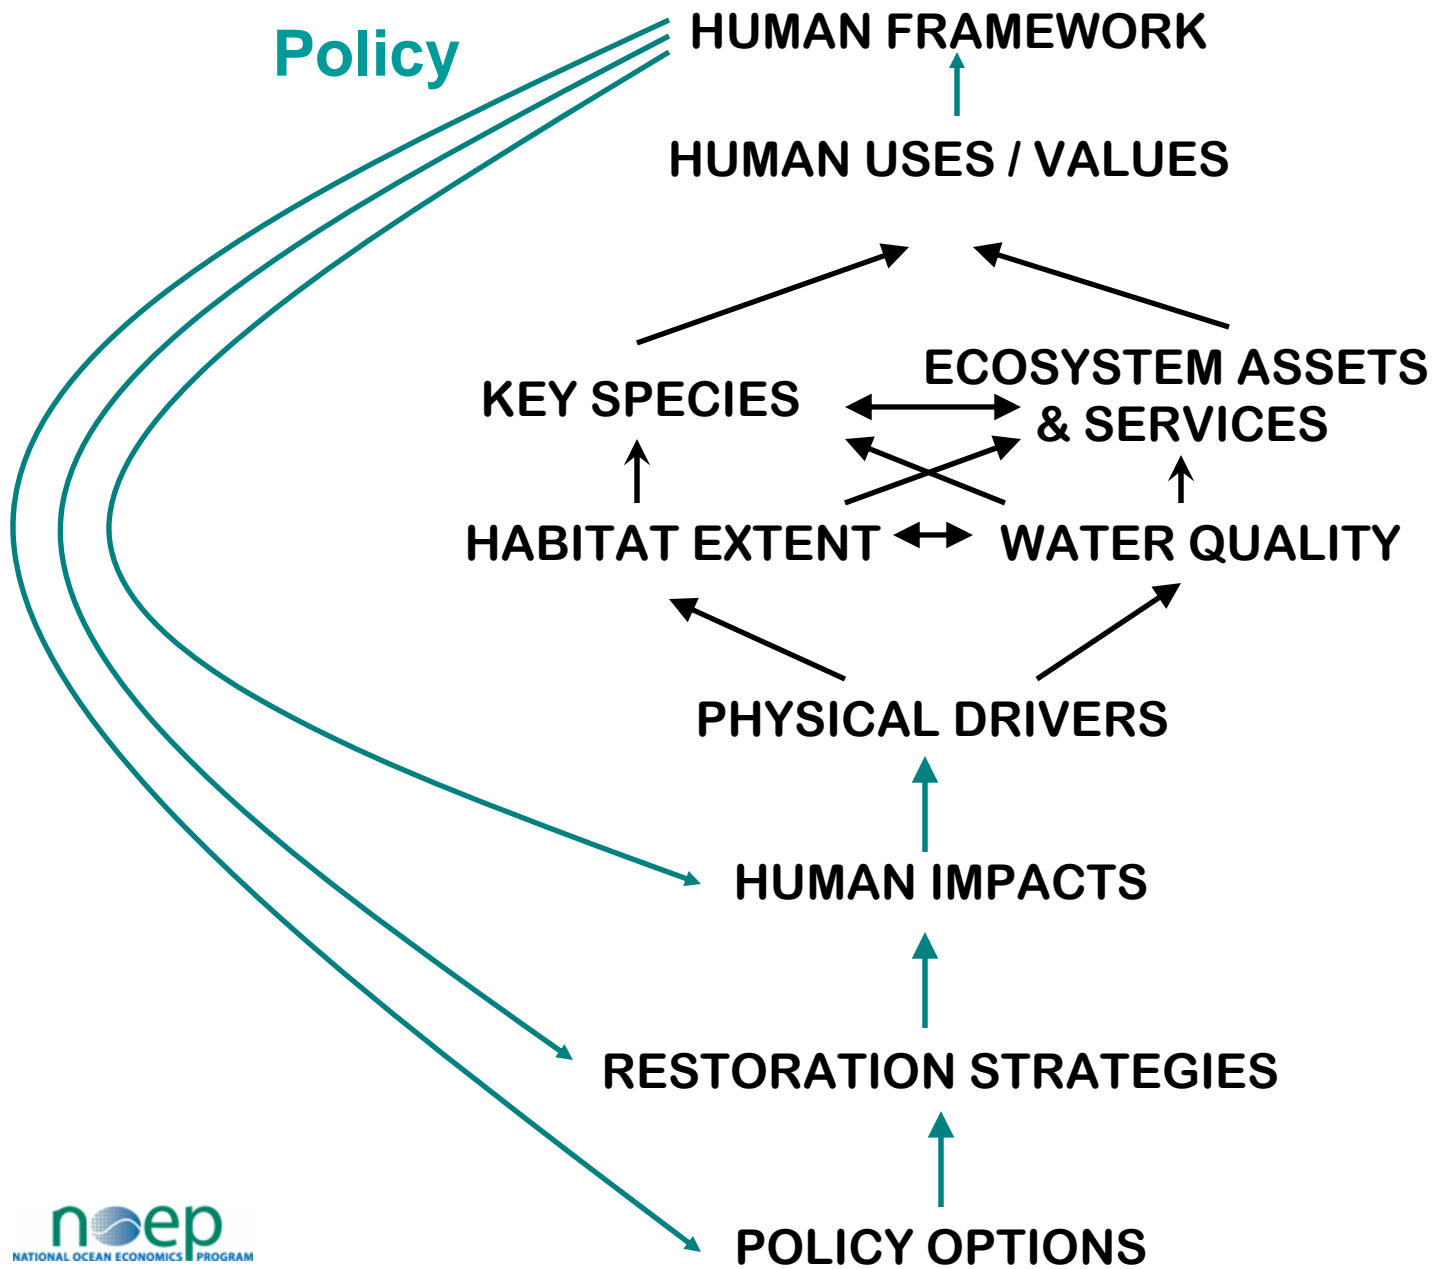 Policy
HUMAN FRAMEWORK
HUMAN USES / VALUES
KEY SPECIES
ECOSYSTEM ASSETS
& SERVICES
HABITAT EXTENT
WATER QUALITY
PHYSICAL DRIVERS
HUMAN IMPACTS
RESTORATION STRATEGIES
POLICY OPTIONS
noep
NATIONAL OCEAN ECONOMICS PROGRAM